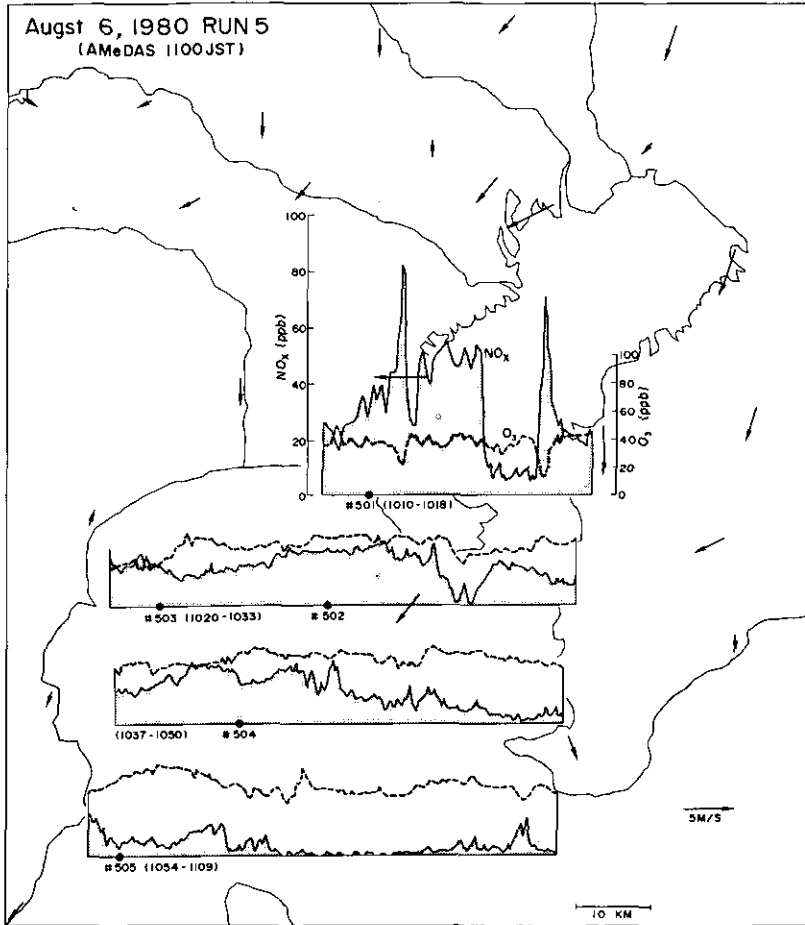 Augst 6, 1980 RUN 5
(AMeDAS 1100JST)
100
80
60
40
20
0
NOx (ppb)
NOx
O3
100
80
60
40
20
0
O3 (ppb)
#501 (1010-1018)
#503 (1020-1033)
#502
(1037-1050)
#504
#505 (1054-1109)
5M/S
10 KM